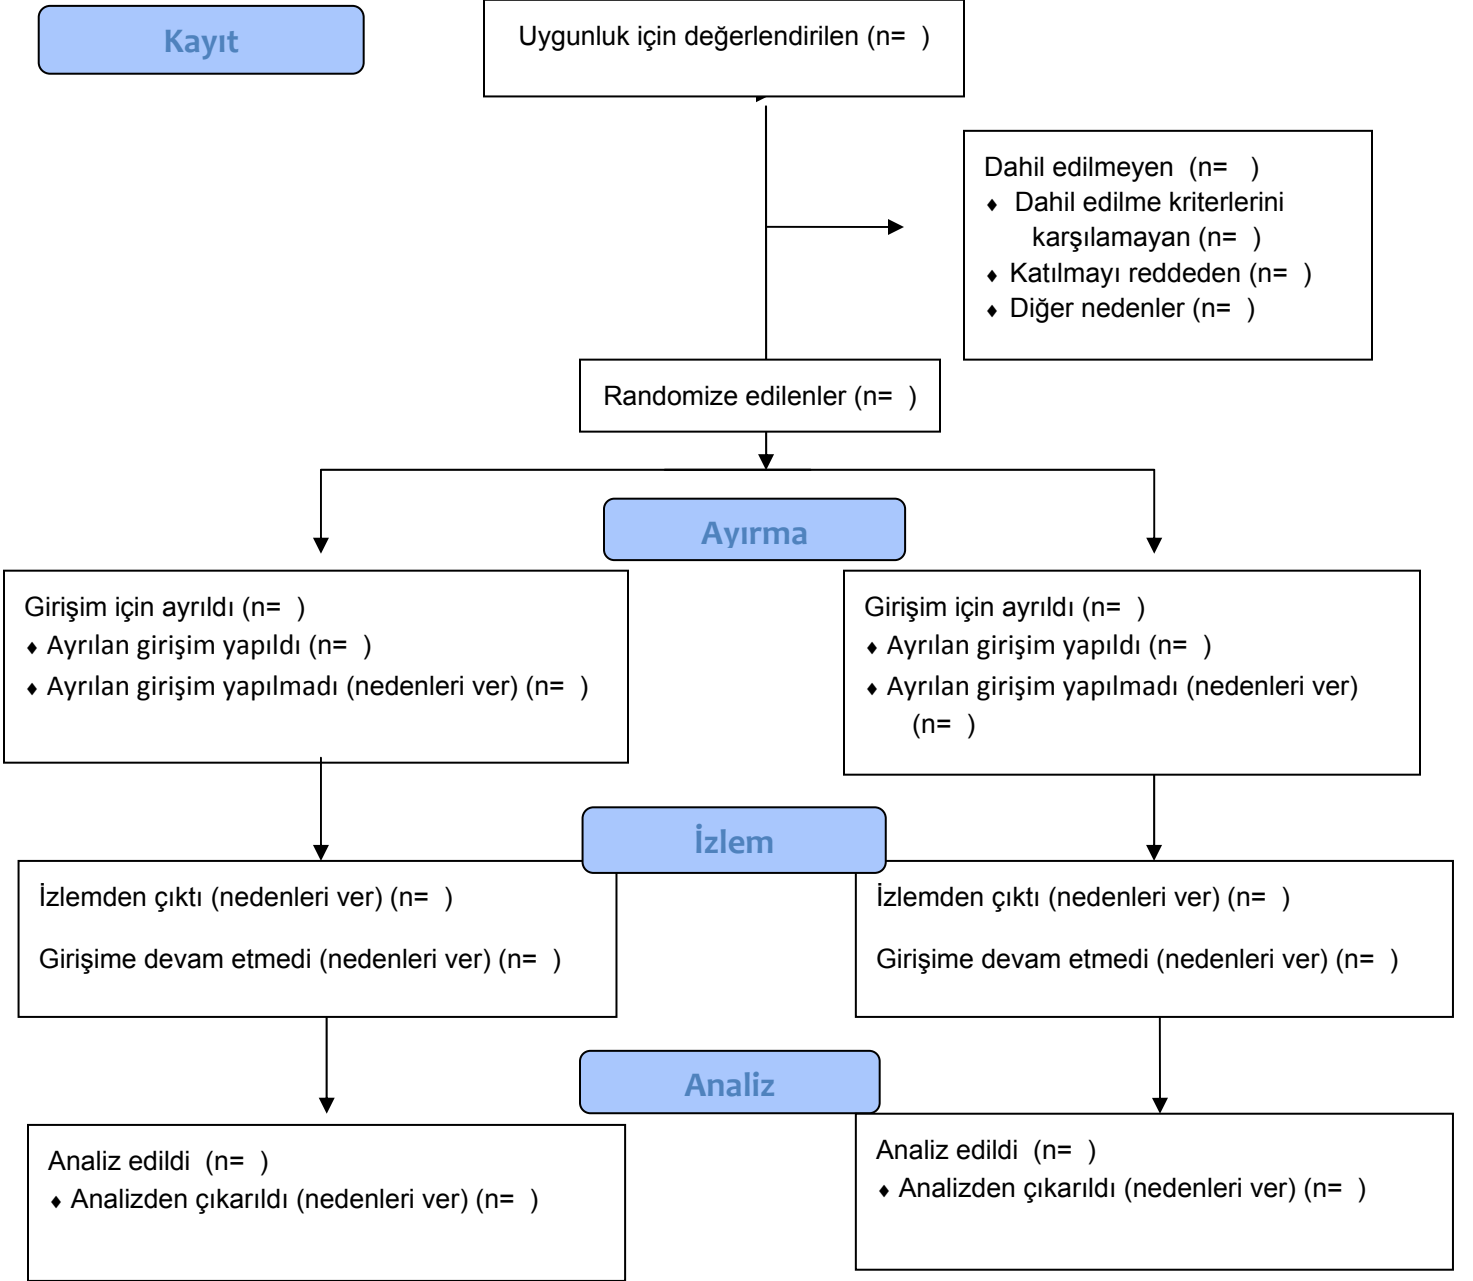 Kayıt
Uygunluk için değerlendirilen (n=  )
Dahil edilmeyen  (n=   )
♦ Dahil edilme kriterlerini
karşılamayan (n=  )
♦ Katılmayı reddeden (n=  )
♦ Diğer nedenler (n=  )
Randomize edilenler (n=  )
Ayırma
Girişim için ayrıldı (n=  )
♦ Ayrılan girişim yapıldı (n=  )
♦ Ayrılan girişim yapılmadı (nedenleri ver) (n=  )
Girişim için ayrıldı (n=  )
♦ Ayrılan girişim yapıldı (n=  )
♦ Ayrılan girişim yapılmadı (nedenleri ver)
(n=  )
İzlem
İzlemden çıktı (nedenleri ver) (n=  )
Girişime devam etmedi (nedenleri ver) (n=  )
İzlemden çıktı (nedenleri ver) (n=  )
Girişime devam etmedi (nedenleri ver) (n=  )
Analiz
Analiz edildi  (n=  )
♦ Analizden çıkarıldı (nedenleri ver) (n=  )
Analiz edildi  (n=  )
♦ Analizden çıkarıldı (nedenleri ver) (n=  )